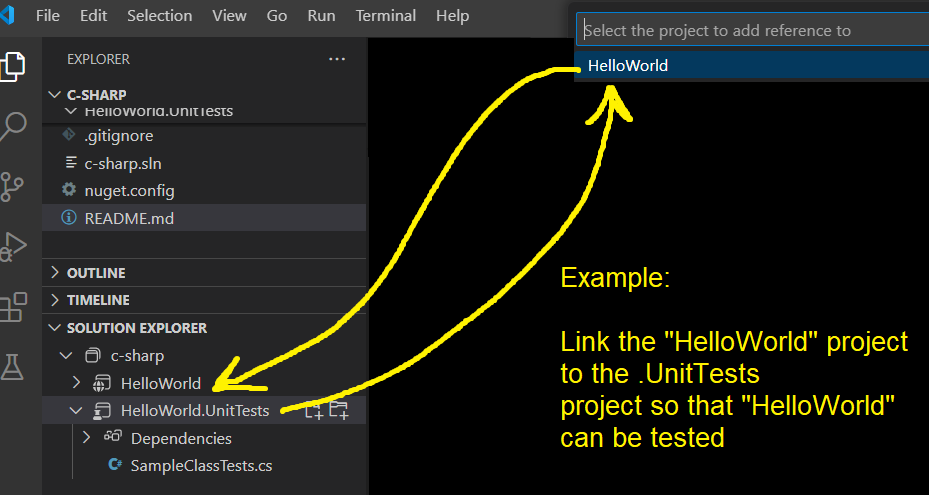 File Edit Selection View Go Run Terminal Help
Select the project to add reference to
HelloWorld
EXPLORER
C-SHARP
HelloWorld.UnitTests
.gitignore
c-sharp.sln
nuget.config
README.md
OUTLINE
TIMELINE
SOLUTION EXPLORER
c-sharp
HelloWorld
HelloWorld.UnitTests
Dependencies
C# SampleClassTests.cs
Example:
Link the "HelloWorld" project
to the .UnitTests
project so that "HelloWorld"
can be tested